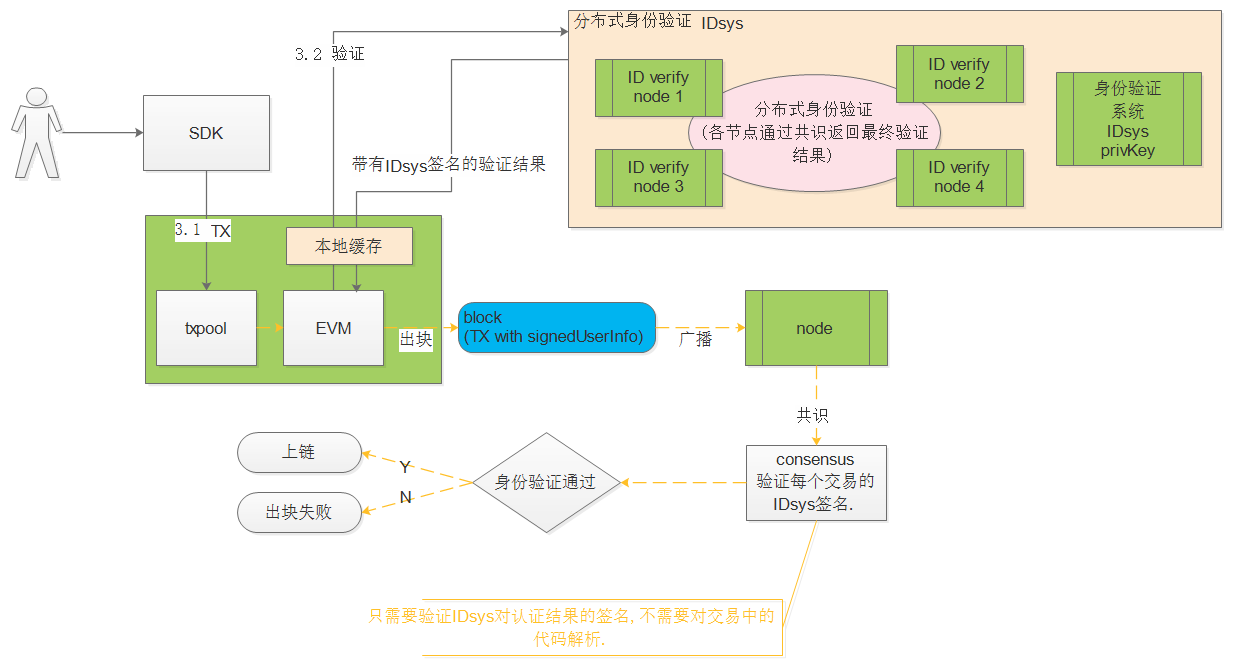 分布式身份验证 IDsys
3.2 验证
ID verify
node 1
ID verify
node 2
身份验证
系统
IDsys
privKey
分布式身份验证
(各节点通过共识返回最终验证
结果)
SDK
带有IDsys签名的验证结果
ID verify
node 3
ID verify
node 4
3.1 TX
本地缓存
txpool
EVM
出块
block
(TX with signedUserInfo)
广播
node
共识
上链
Y
身份验证通过
N
出块失败
consensus
验证每个交易的
IDsys签名.
只需要验证IDsys对认证结果的签名,不需要对交易中的
代码解析.